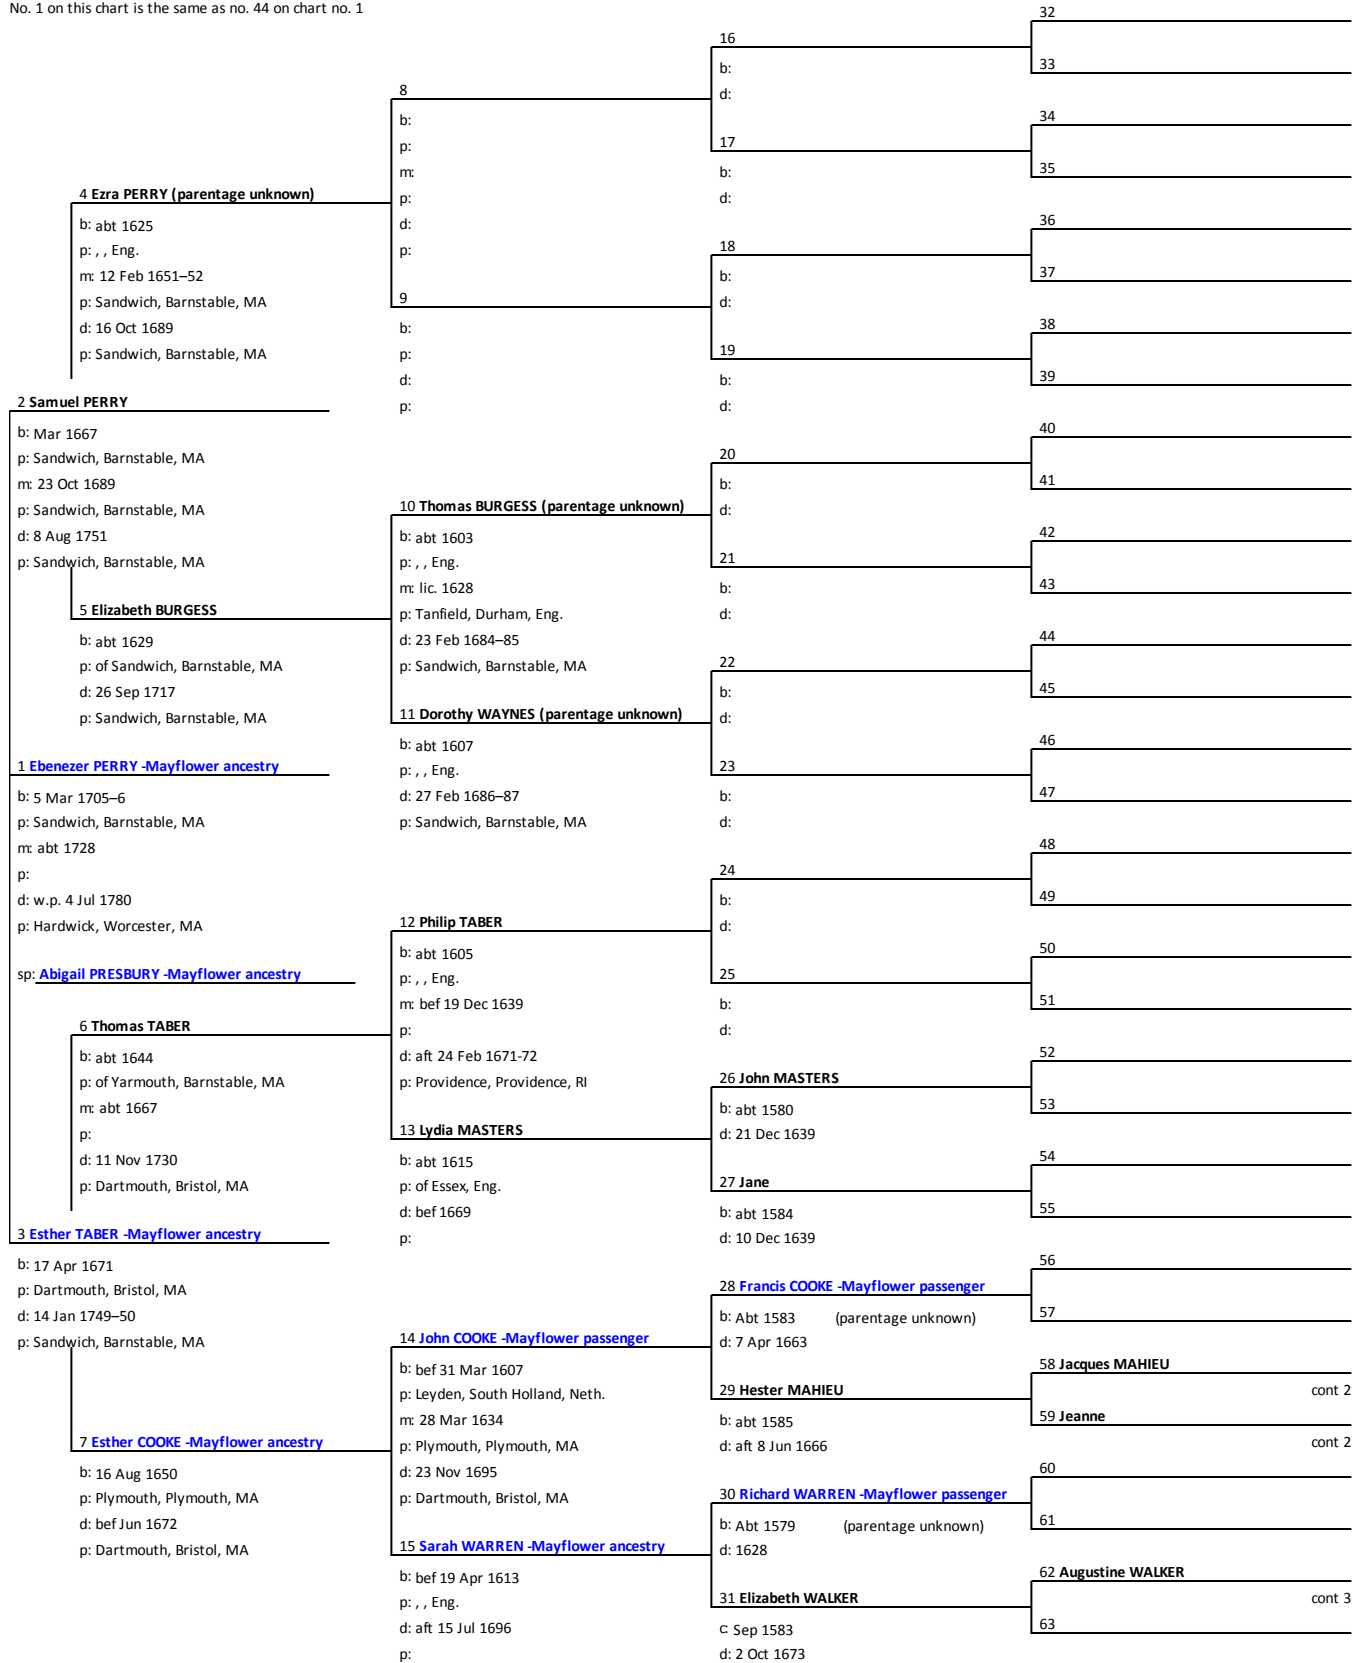 No. 1 on this chart is the same as no. 44 on chart no. 1
4 Ezra PERRY (parentage unknown)
b: abt 1625
p: , , Eng.
m: 12 Feb 1651–52
p: Sandwich, Barnstable, MA
d: 16 Oct 1689
p: Sandwich, Barnstable, MA
2 Samuel PERRY
b: Mar 1667
p: Sandwich, Barnstable, MA
m: 23 Oct 1689
p: Sandwich, Barnstable, MA
d: 8 Aug 1751
p: Sandwich, Barnstable, MA
5 Elizabeth BURGESS
b: abt 1629
p: of Sandwich, Barnstable, MA
d: 26 Sep 1717
p: Sandwich, Barnstable, MA
1 Ebenezer PERRY -Mayflower ancestry
b: 5 Mar 1705–6
p: Sandwich, Barnstable, MA
m: abt 1728
p:
d: w.p. 4 Jul 1780
p: Hardwick, Worcester, MA
sp: Abigail PRESBURY -Mayflower ancestry
6 Thomas TABER
b: abt 1644
p: of Yarmouth, Barnstable, MA
m: abt 1667
p:
d: 11 Nov 1730
p: Dartmouth, Bristol, MA
3 Esther TABER -Mayflower ancestry
b: 17 Apr 1671
p: Dartmouth, Bristol, MA
d: 14 Jan 1749–50
p: Sandwich, Barnstable, MA
7 Esther COOKE -Mayflower ancestry
b: 16 Aug 1650
p: Plymouth, Plymouth, MA
d: bef Jun 1672
p: Dartmouth, Bristol, MA
8
b:
p:
m:
p:
d:
p:
9
b:
p:
d:
p:
10 Thomas BURGESS (parentage unknown)
b: abt 1603
p: , , Eng.
m: lic. 1628
p: Tanfield, Durham, Eng.
d: 23 Feb 1684–85
p: Sandwich, Barnstable, MA
11 Dorothy WAYNES (parentage unknown)
b: abt 1607
p: , , Eng.
d: 27 Feb 1686–87
p: Sandwich, Barnstable, MA
12 Philip TABER
b: abt 1605
p: , , Eng.
m: bef 19 Dec 1639
p:
d: aft 24 Feb 1671-72
p: Providence, Providence, RI
13 Lydia MASTERS
b: abt 1615
p: of Essex, Eng.
d: bef 1669
p:
14 John COOKE -Mayflower passenger
b: bef 31 Mar 1607
p: Leyden, South Holland, Neth.
m: 28 Mar 1634
p: Plymouth, Plymouth, MA
d: 23 Nov 1695
p: Dartmouth, Bristol, MA
15 Sarah WARREN -Mayflower ancestry
b: bef 19 Apr 1613
p: , , Eng.
d: aft 15 Jul 1696
p:
16
b:
d:
17
b:
d:
18
b:
d:
19
b:
d:
20
b:
d:
21
b:
d:
22
b:
d:
23
b:
d:
24
b:
d:
25
b:
d:
26 John MASTERS
b: abt 1580
d: 21 Dec 1639
27 Jane
b: abt 1584
d: 10 Dec 1639
28 Francis COOKE -Mayflower passenger
b: Abt 1583 (parentage unknown)
d: 7 Apr 1663
29 Hester MAHIEU
b: abt 1585
d: aft 8 Jun 1666
30 Richard WARREN -Mayflower passenger
b: Abt 1579 (parentage unknown)
d: 1628
31 Elizabeth WALKER
c: Sep 1583
d: 2 Oct 1673
32
33
34
35
36
37
38
39
40
41
42
43
44
45
46
47
48
49
50
51
52
53
54
55
56
57
58 Jacques MAHIEU
cont 2
59 Jeanne
cont 2
60
61
62 Augustine WALKER
cont 3
63